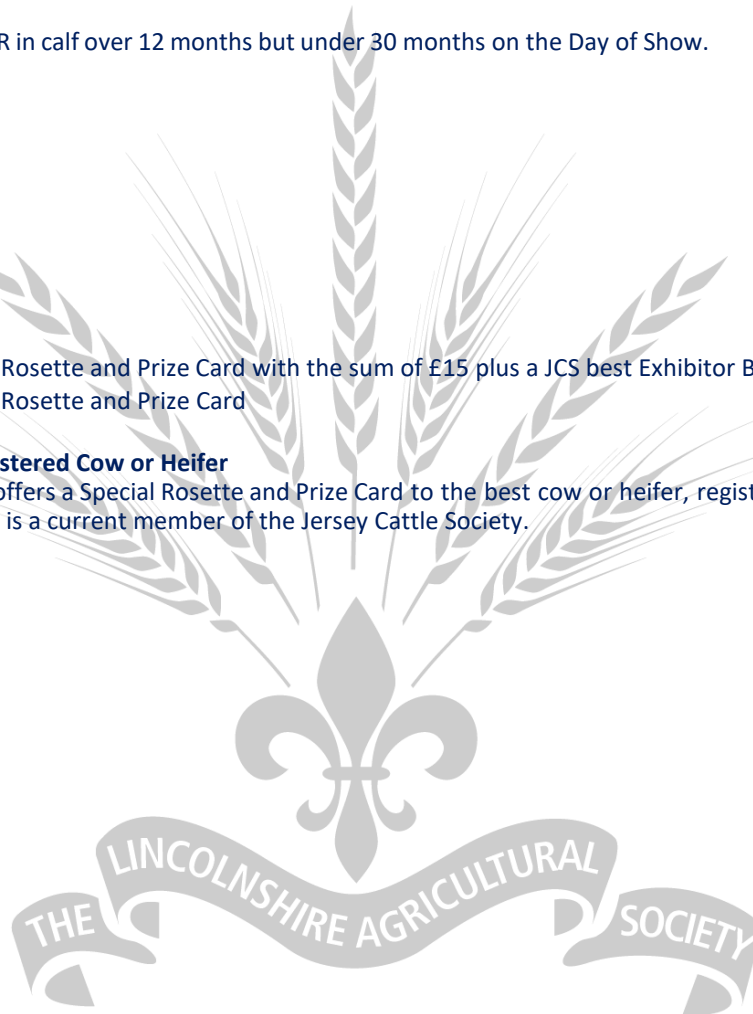 R in calf over 12 months but under 30 months on the Day of Show.
Rosette and Prize Card with the sum of £15 plus a JCS best Exhibitor B
Rosette and Prize Card
stered Cow or Heifer
offers a Special Rosette and Prize Card to the best cow or heifer, regist
is a current member of the Jersey Cattle Society.
THE LINCOLNSHIRE AGRICULTURAL SOCIETY